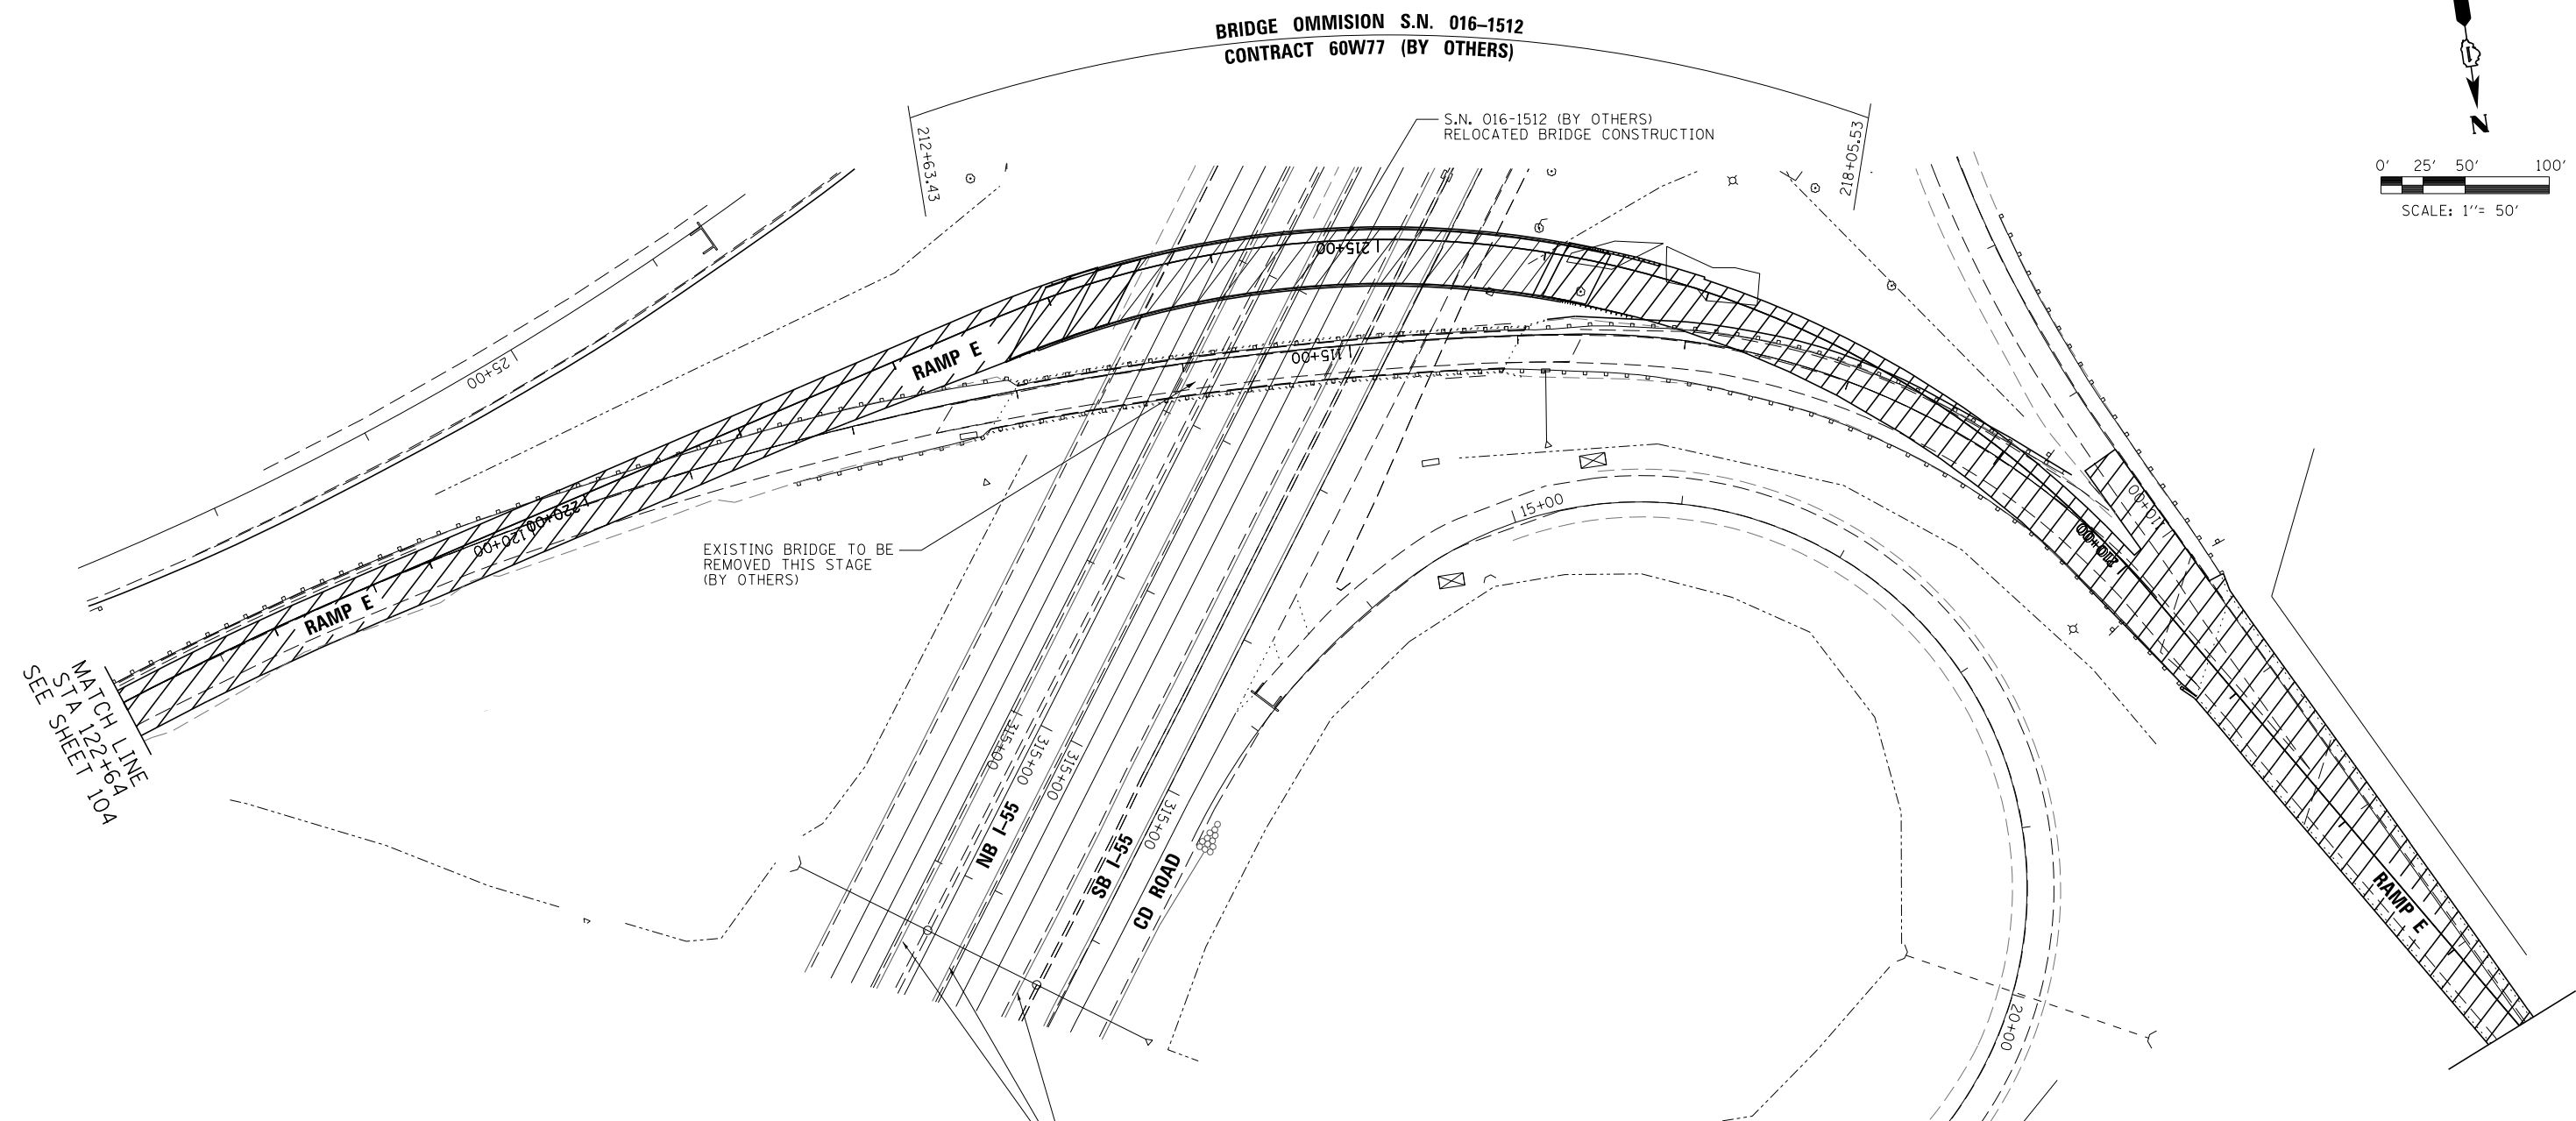 BRIDGE OMMISION S.N. 016-1512
CONTRACT 60W77 (BY OTHERS)
212+63.43
218+05.53
S.N. 016-1512 (BY OTHERS)
RELOCATED BRIDGE CONSTRUCTION
N
0' 25' 50' 100'
SCALE: 1''= 50'
215+00
RAMP E
115+00
25+00
220+00
120+00
15+00
10+00
210+00
EXISTING BRIDGE TO BE
REMOVED THIS STAGE
(BY OTHERS)
RAMP E
MATCH LINE
STA 122+64
SEE SHEET 104
315+00
315+00
315+00
315+00
NB I-55
SB I-55
CD ROAD
RAMP E
20+00